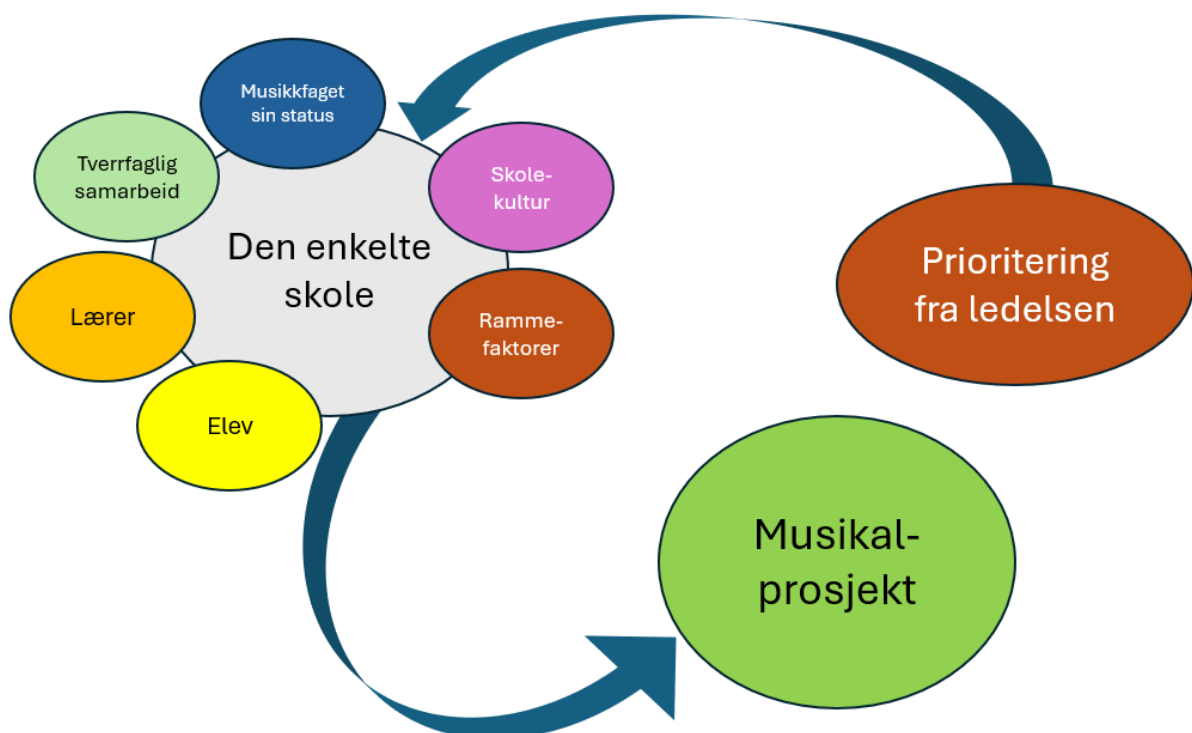 Musikkfaget
sin status
Tverrfaglig
samarbeid
Skole-
kultur
Den enkelte
skole
Prioritering
fra ledelsen
Lærer
Ramme-
faktorer
Elev
Musikal-
prosjekt